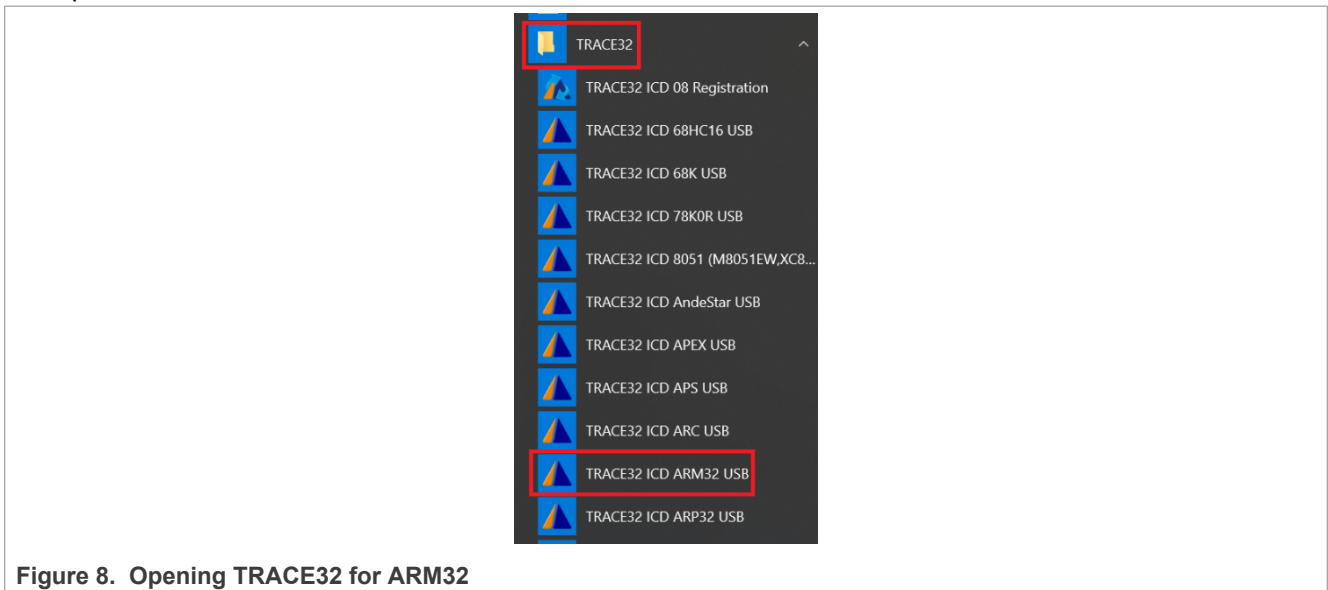 TRACE32
TRACE32 ICD 08 Registration
TRACE32 ICD 68HC16 USB
TRACE32 ICD 68K USB
TRACE32 ICD 78K0R USB
TRACE32 ICD 8051 (M8051EW,XC8...
TRACE32 ICD AndeStar USB
TRACE32 ICD APEX USB
TRACE32 ICD APS USB
TRACE32 ICD ARC USB
TRACE32 ICD ARM32 USB
TRACE32 ICD ARP32 USB
Figure 8. Opening TRACE32 for ARM32